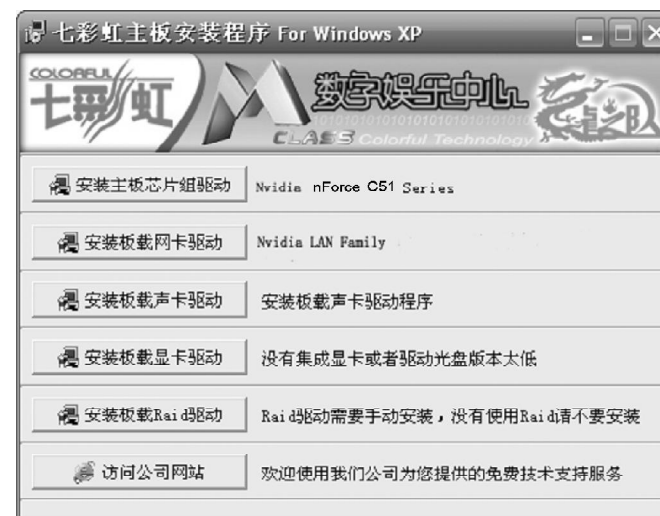 七彩虹主板安装程序 For Windows XP
COLORFUL
七彩虹
数字娱乐中心
CLASS Colorful Technology
安装主板芯片组驱动 Nvidia nForce C51 Series
安装板载网卡驱动 Nvidia LAN Family
安装板载声卡驱动 安装板载声卡驱动程序
安装板载显卡驱动 没有集成显卡或者驱动光盘版本太低
安装板载Raid驱动 Raid驱动需要手动安装,没有使用Raid请不要安装
访问公司网站 欢迎使用我们公司为您提供的免费技术支持服务